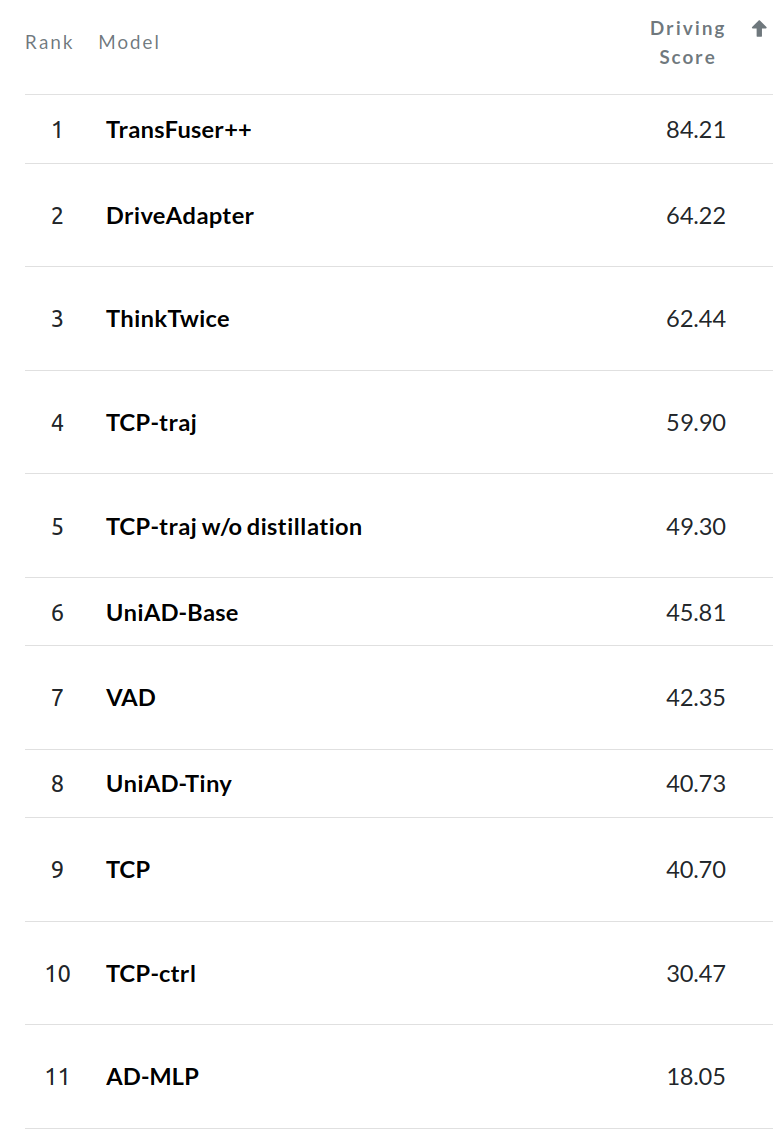 Rank Model Driving Score
1 TransFuser++ 84.21
2 DriveAdapter 64.22
3 ThinkTwice 62.44
4 TCP-traj 59.90
5 TCP-traj w/o distillation 49.30
6 UniAD-Base 45.81
7 VAD 42.35
8 UniAD-Tiny 40.73
9 TCP 40.70
10 TCP-ctrl 30.47
11 AD-MLP 18.05